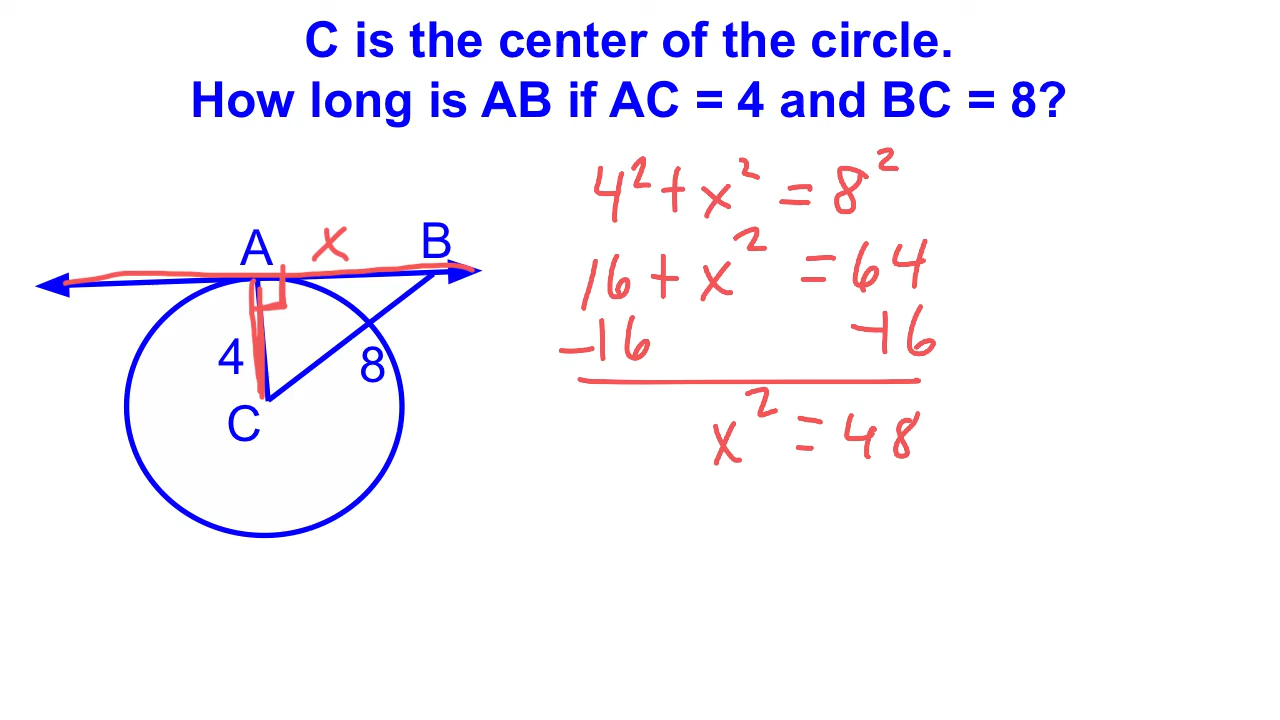 C is the center of the circle.
How long is AB if AC = 4 and BC = 8?
A x B
4
8
C
4² + x² = 8²
16 + x² = 64
-16 -16
x² = 48